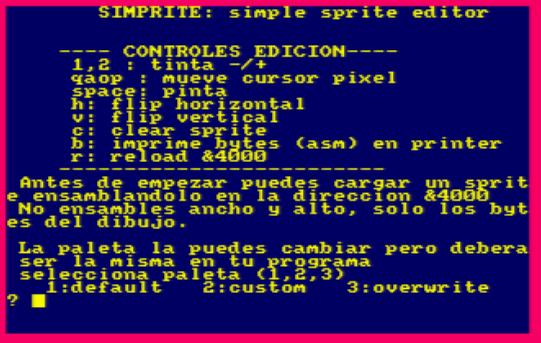 SIMPRITE: simple sprite editor
---- CONTROLES EDICION----
1,2 : tinta -/+
qaop : mueve cursor pixel
space: pinta
h: flip horizontal
v: flip vertical
c: clear sprite
b: imprime bytes (asm) en printer
r: reload &4000
--------------------------
Antes de empezar puedes cargar un sprit
e ensamblandolo en la direccion &4000
No ensambles ancho y alto, solo los byt
es del dibujo.
La paleta la puedes cambiar pero debera
ser la misma en tu programa
selecciona paleta (1,2,3)
1:default 2:custom 3:overwrite
?